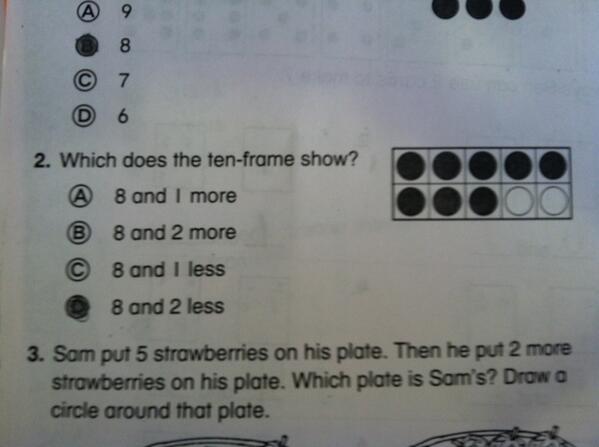 A 9
B 8
C 7
D 6
2. Which does the ten-frame show?
A 8 and 1 more
B 8 and 2 more
C 8 and 1 less
D 8 and 2 less
3. Sam put 5 strawberries on his plate. Then he put 2 more
strawberries on his plate. Which plate is Sam's? Draw a
circle around that plate.